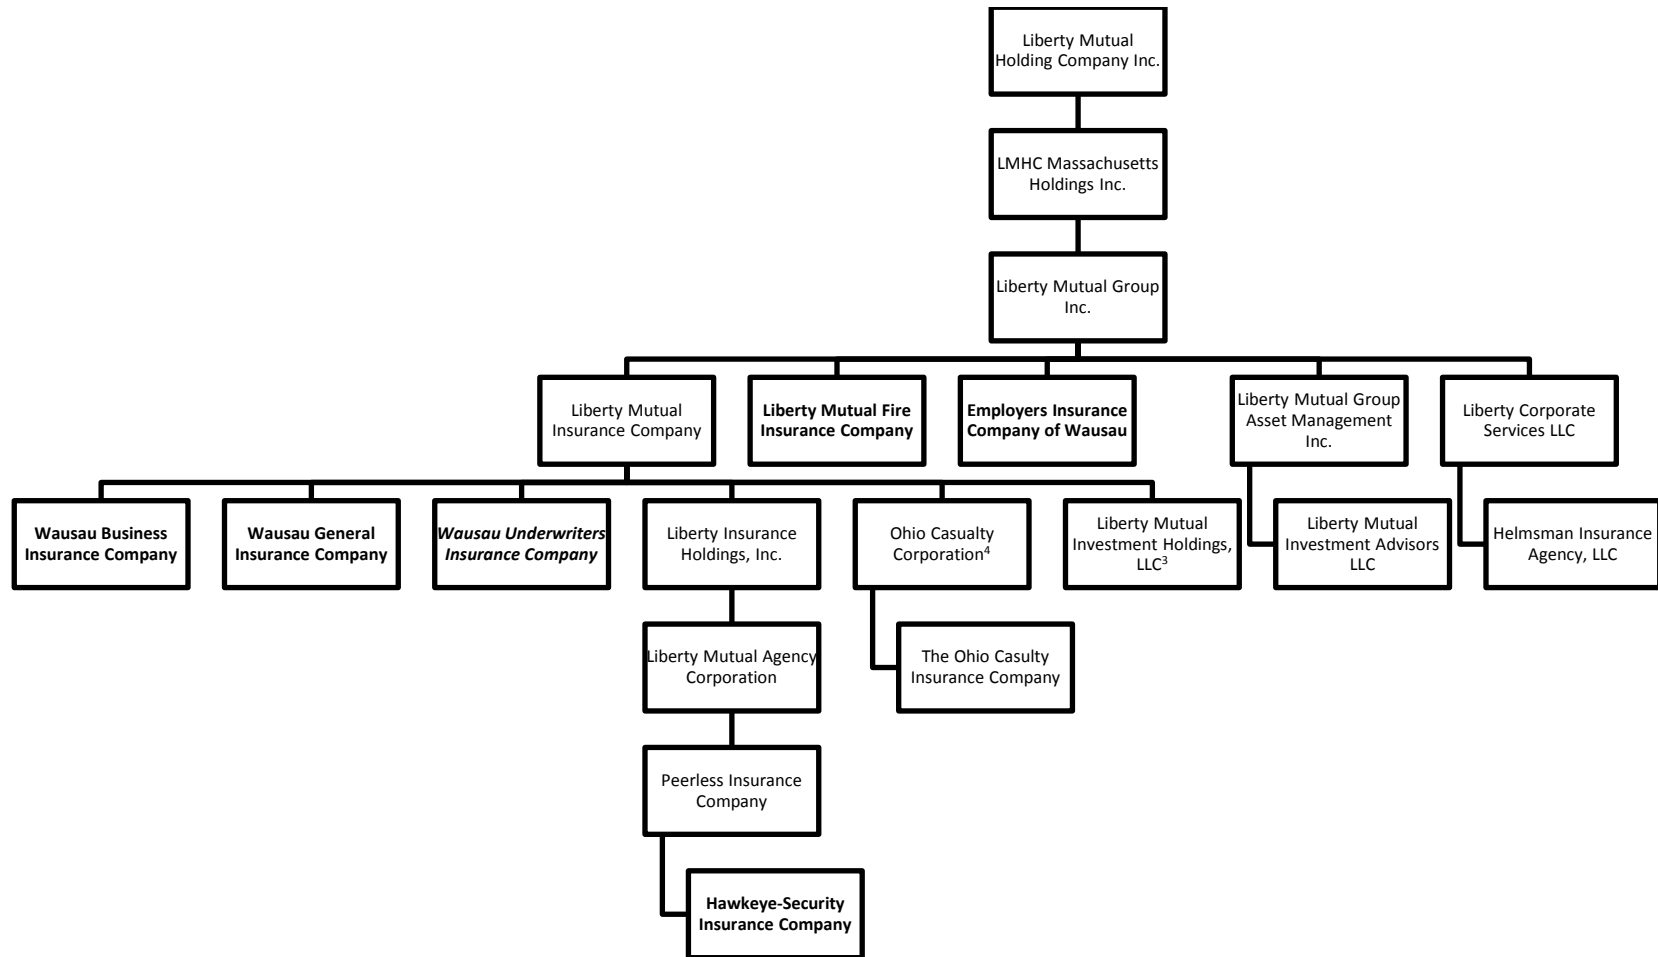 Liberty Mutual
Holding Company Inc.
LMHC Massachusetts
Holdings Inc.
Liberty Mutual Group
Inc.
Liberty Mutual
Insurance Company
Liberty Mutual Fire
Insurance Company
Employers Insurance
Company of Wausau
Liberty Mutual Group
Asset Management
Inc.
Liberty Corporate
Services LLC
Wausau Business
Insurance Company
Wausau General
Insurance Company
Wausau Underwriters
Insurance Company
Liberty Insurance
Holdings, Inc.
Ohio Casualty
Corporation⁴
Liberty Mutual
Investment Holdings,
LLC³
Liberty Mutual
Investment Advisors
LLC
Helmsman Insurance
Agency, LLC
Liberty Mutual Agency
Corporation
The Ohio Casulty
Insurance Company
Peerless Insurance
Company
Hawkeye-Security
Insurance Company